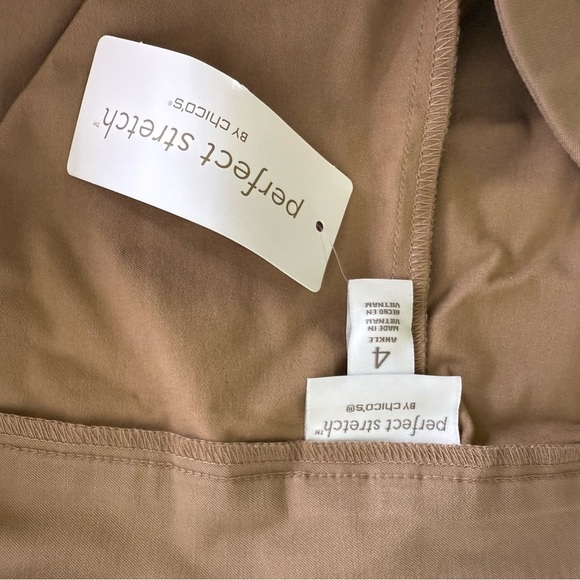 perfect stretch™
BY CHICO'S®
perfect stretch™
BY CHICO'S®
4
ANKLE
MADE IN
VIETNAM
HECHO EN
VIETNAM